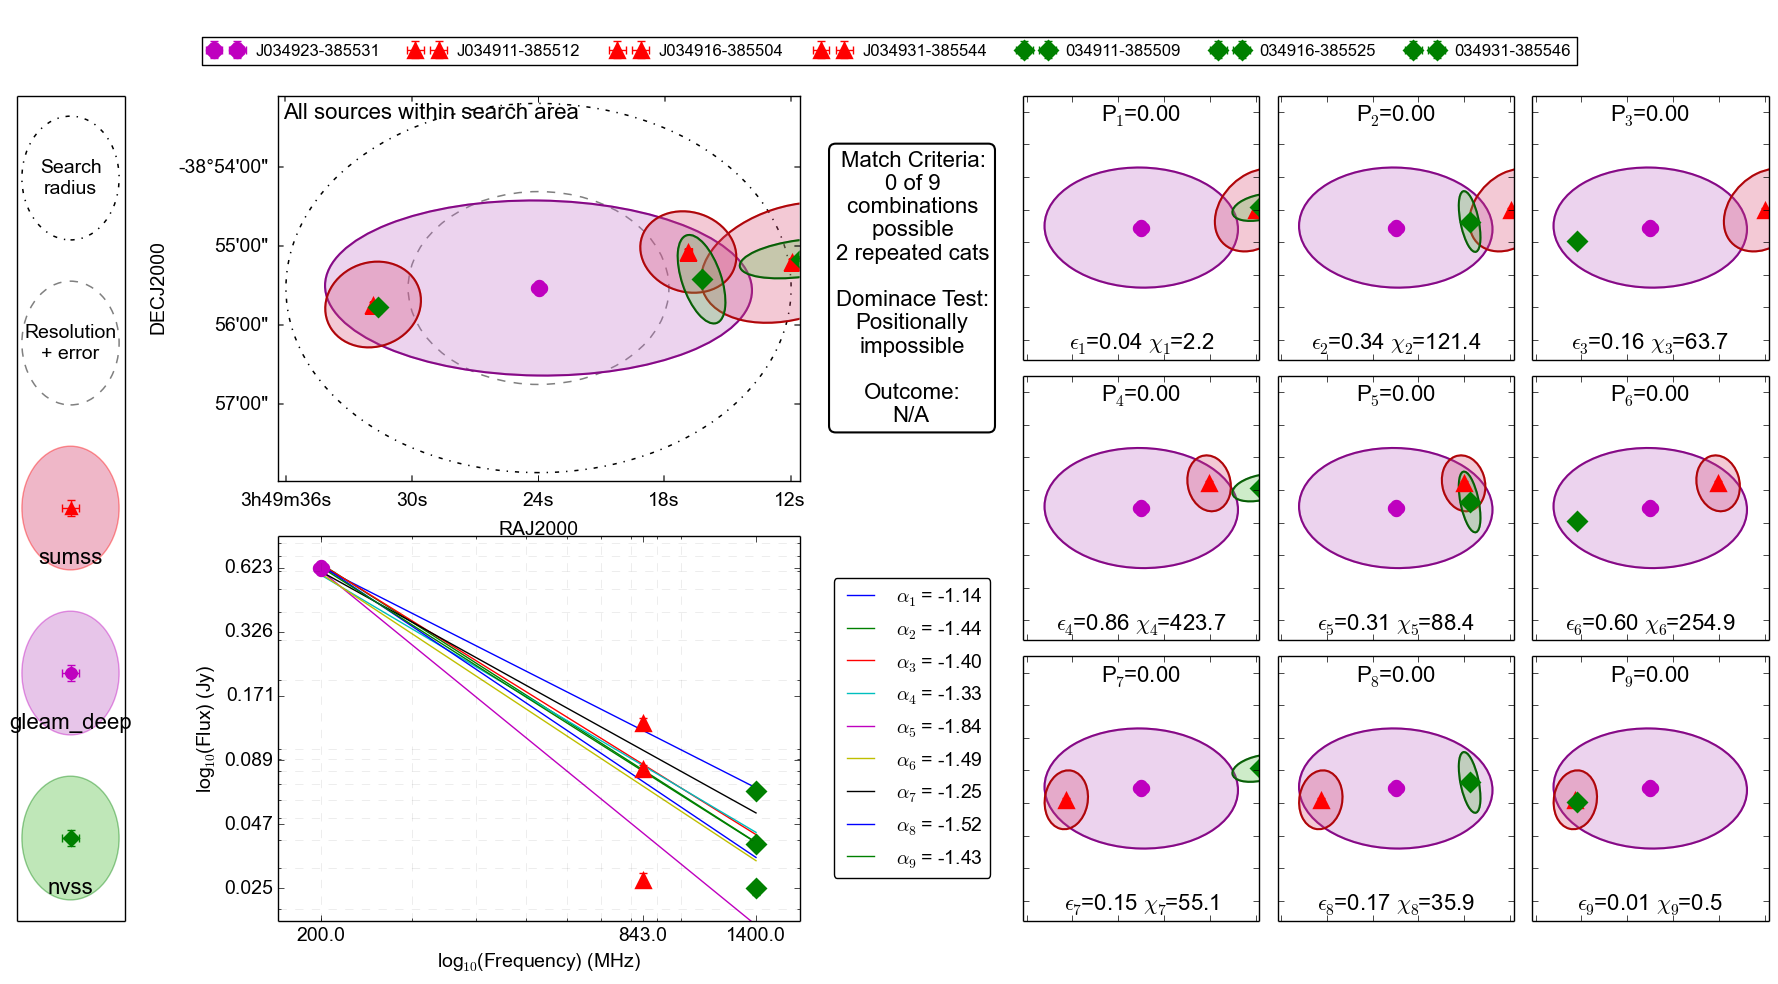 J034923-385531 J034911-385512 J034916-385504 J034931-385544 034911-385509 034916-385525 034931-385546
Search
radius
Resolution
+ error
sumss
gleam_deep
nvss
All sources within search area
DECJ2000
-38°54'00"
55'00"
56'00"
57'00"
3h49m36s 30s 24s 18s 12s
RAJ2000
Match Criteria:
0 of 9
combinations
possible
2 repeated cats
Dominace Test:
Positionally
impossible
Outcome:
N/A
log₁₀(Flux) (Jy)
0.623
0.326
0.171
0.089
0.047
0.025
200.0 843.0 1400.0
log₁₀(Frequency) (MHz)
α₁ = -1.14
α₂ = -1.44
α₃ = -1.40
α₄ = -1.33
α₅ = -1.84
α₆ = -1.49
α₇ = -1.25
α₈ = -1.52
α₉ = -1.43
P₁=0.00
ϵ₁=0.04 χ₁=2.2
P₂=0.00
ϵ₂=0.34 χ₂=121.4
P₃=0.00
ϵ₃=0.16 χ₃=63.7
P₄=0.00
ϵ₄=0.86 χ₄=423.7
P₅=0.00
ϵ₅=0.31 χ₅=88.4
P₆=0.00
ϵ₆=0.60 χ₆=254.9
P₇=0.00
ϵ₇=0.15 χ₇=55.1
P₈=0.00
ϵ₈=0.17 χ₈=35.9
P₉=0.00
ϵ₉=0.01 χ₉=0.5